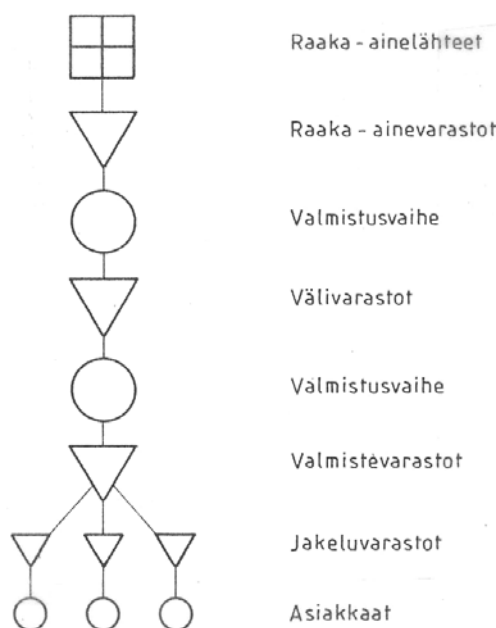 Raaka - ainelähteet
Raaka - ainevarastot
Valmistusvaihe
Välivarastot
Valmistusvaihe
Valmistevarastot
Jakeluvarastot
Asiakkaat